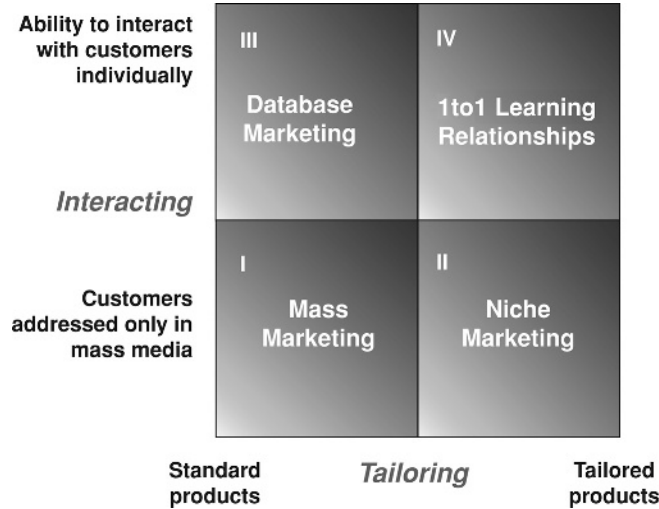 Ability to interact
with customers
individually
III
Database
Marketing
IV
1to1 Learning
Relationships
Interacting
Customers
addressed only in
mass media
I
Mass
Marketing
II
Niche
Marketing
Standard
products
Tailoring
Tailored
products